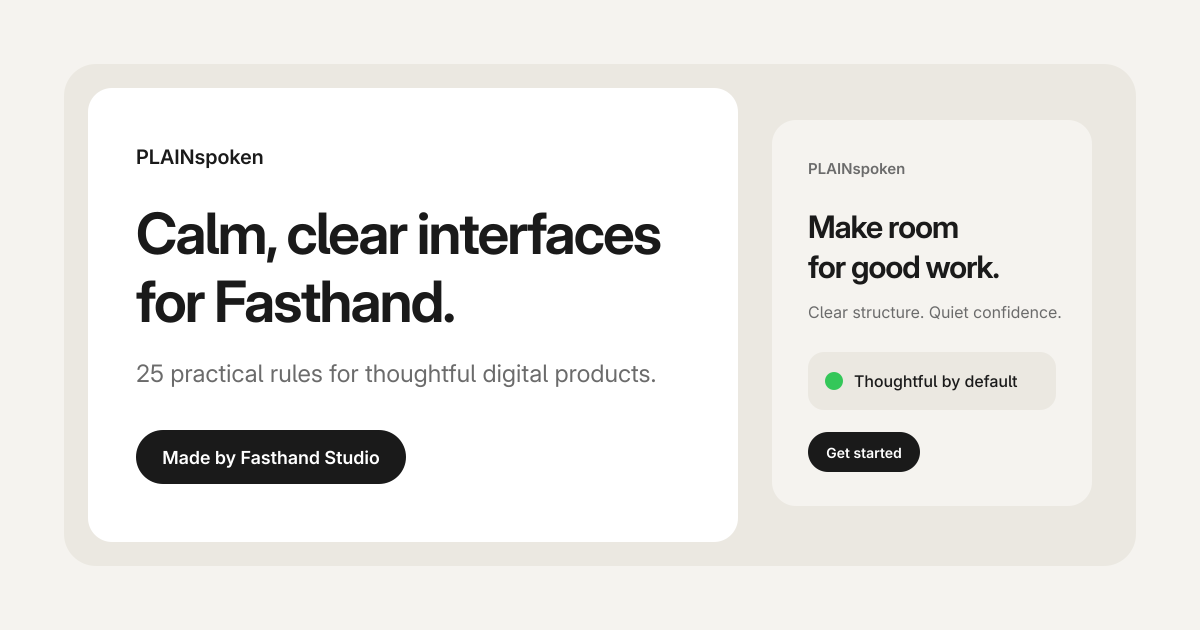 PLAINspoken
Calm, clear interfaces
for Fasthand.
25 practical rules for thoughtful digital products.
Made by Fasthand Studio
PLAINspoken
Make room
for good work.
Clear structure. Quiet confidence.
Thoughtful by default
Get started